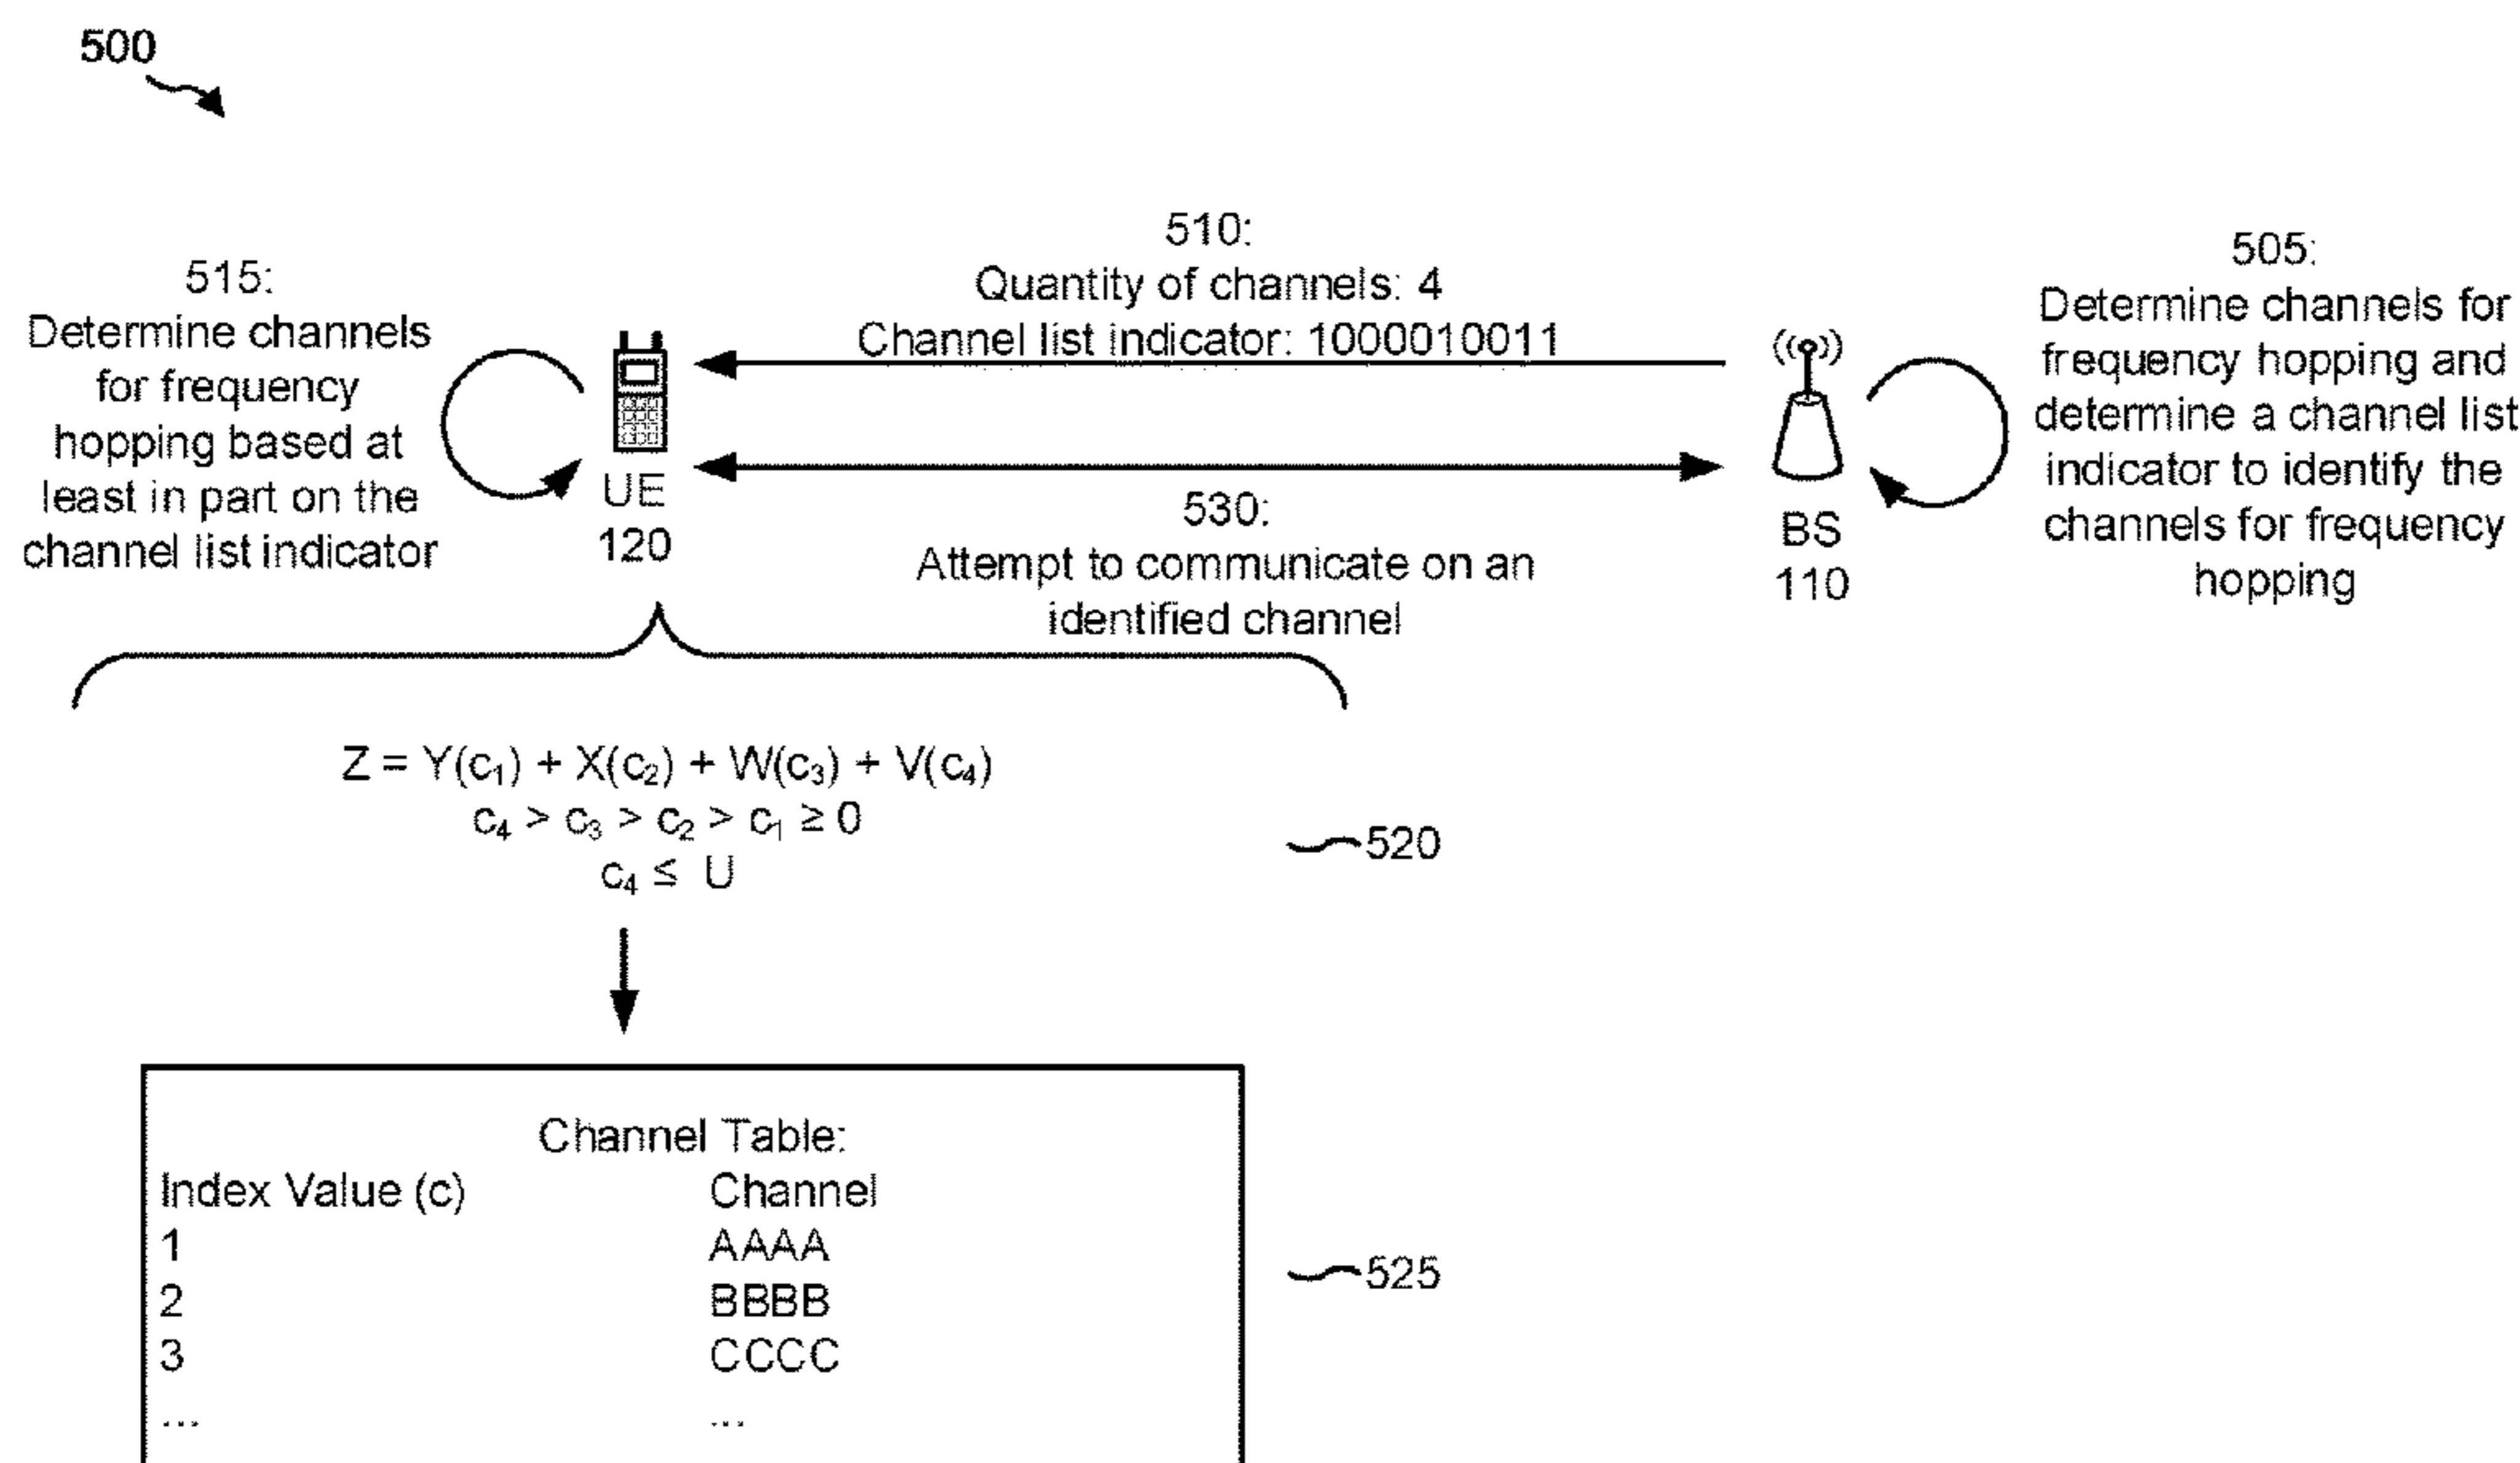 500
510:
Quantity of channels: 4
Channel list indicator: 1000010011
505:
Determine channels for
frequency hopping and
determine a channel list
indicator to identify the
channels for frequency
hopping
515:
Determine channels
for frequency
hopping based at
least in part on the
channel list indicator
UE
120
BS
110
530:
Attempt to communicate on an
identified channel
Z = Y(c₁) + X(c₂) + W(c₃) + V(c₄)
c₄ > c₃ > c₂ > c₁ ≥ 0
c₄ ≤ U
520
Channel Table:
Index Value (c) Channel
1 AAAA
2 BBBB
3 CCCC
... ...
525